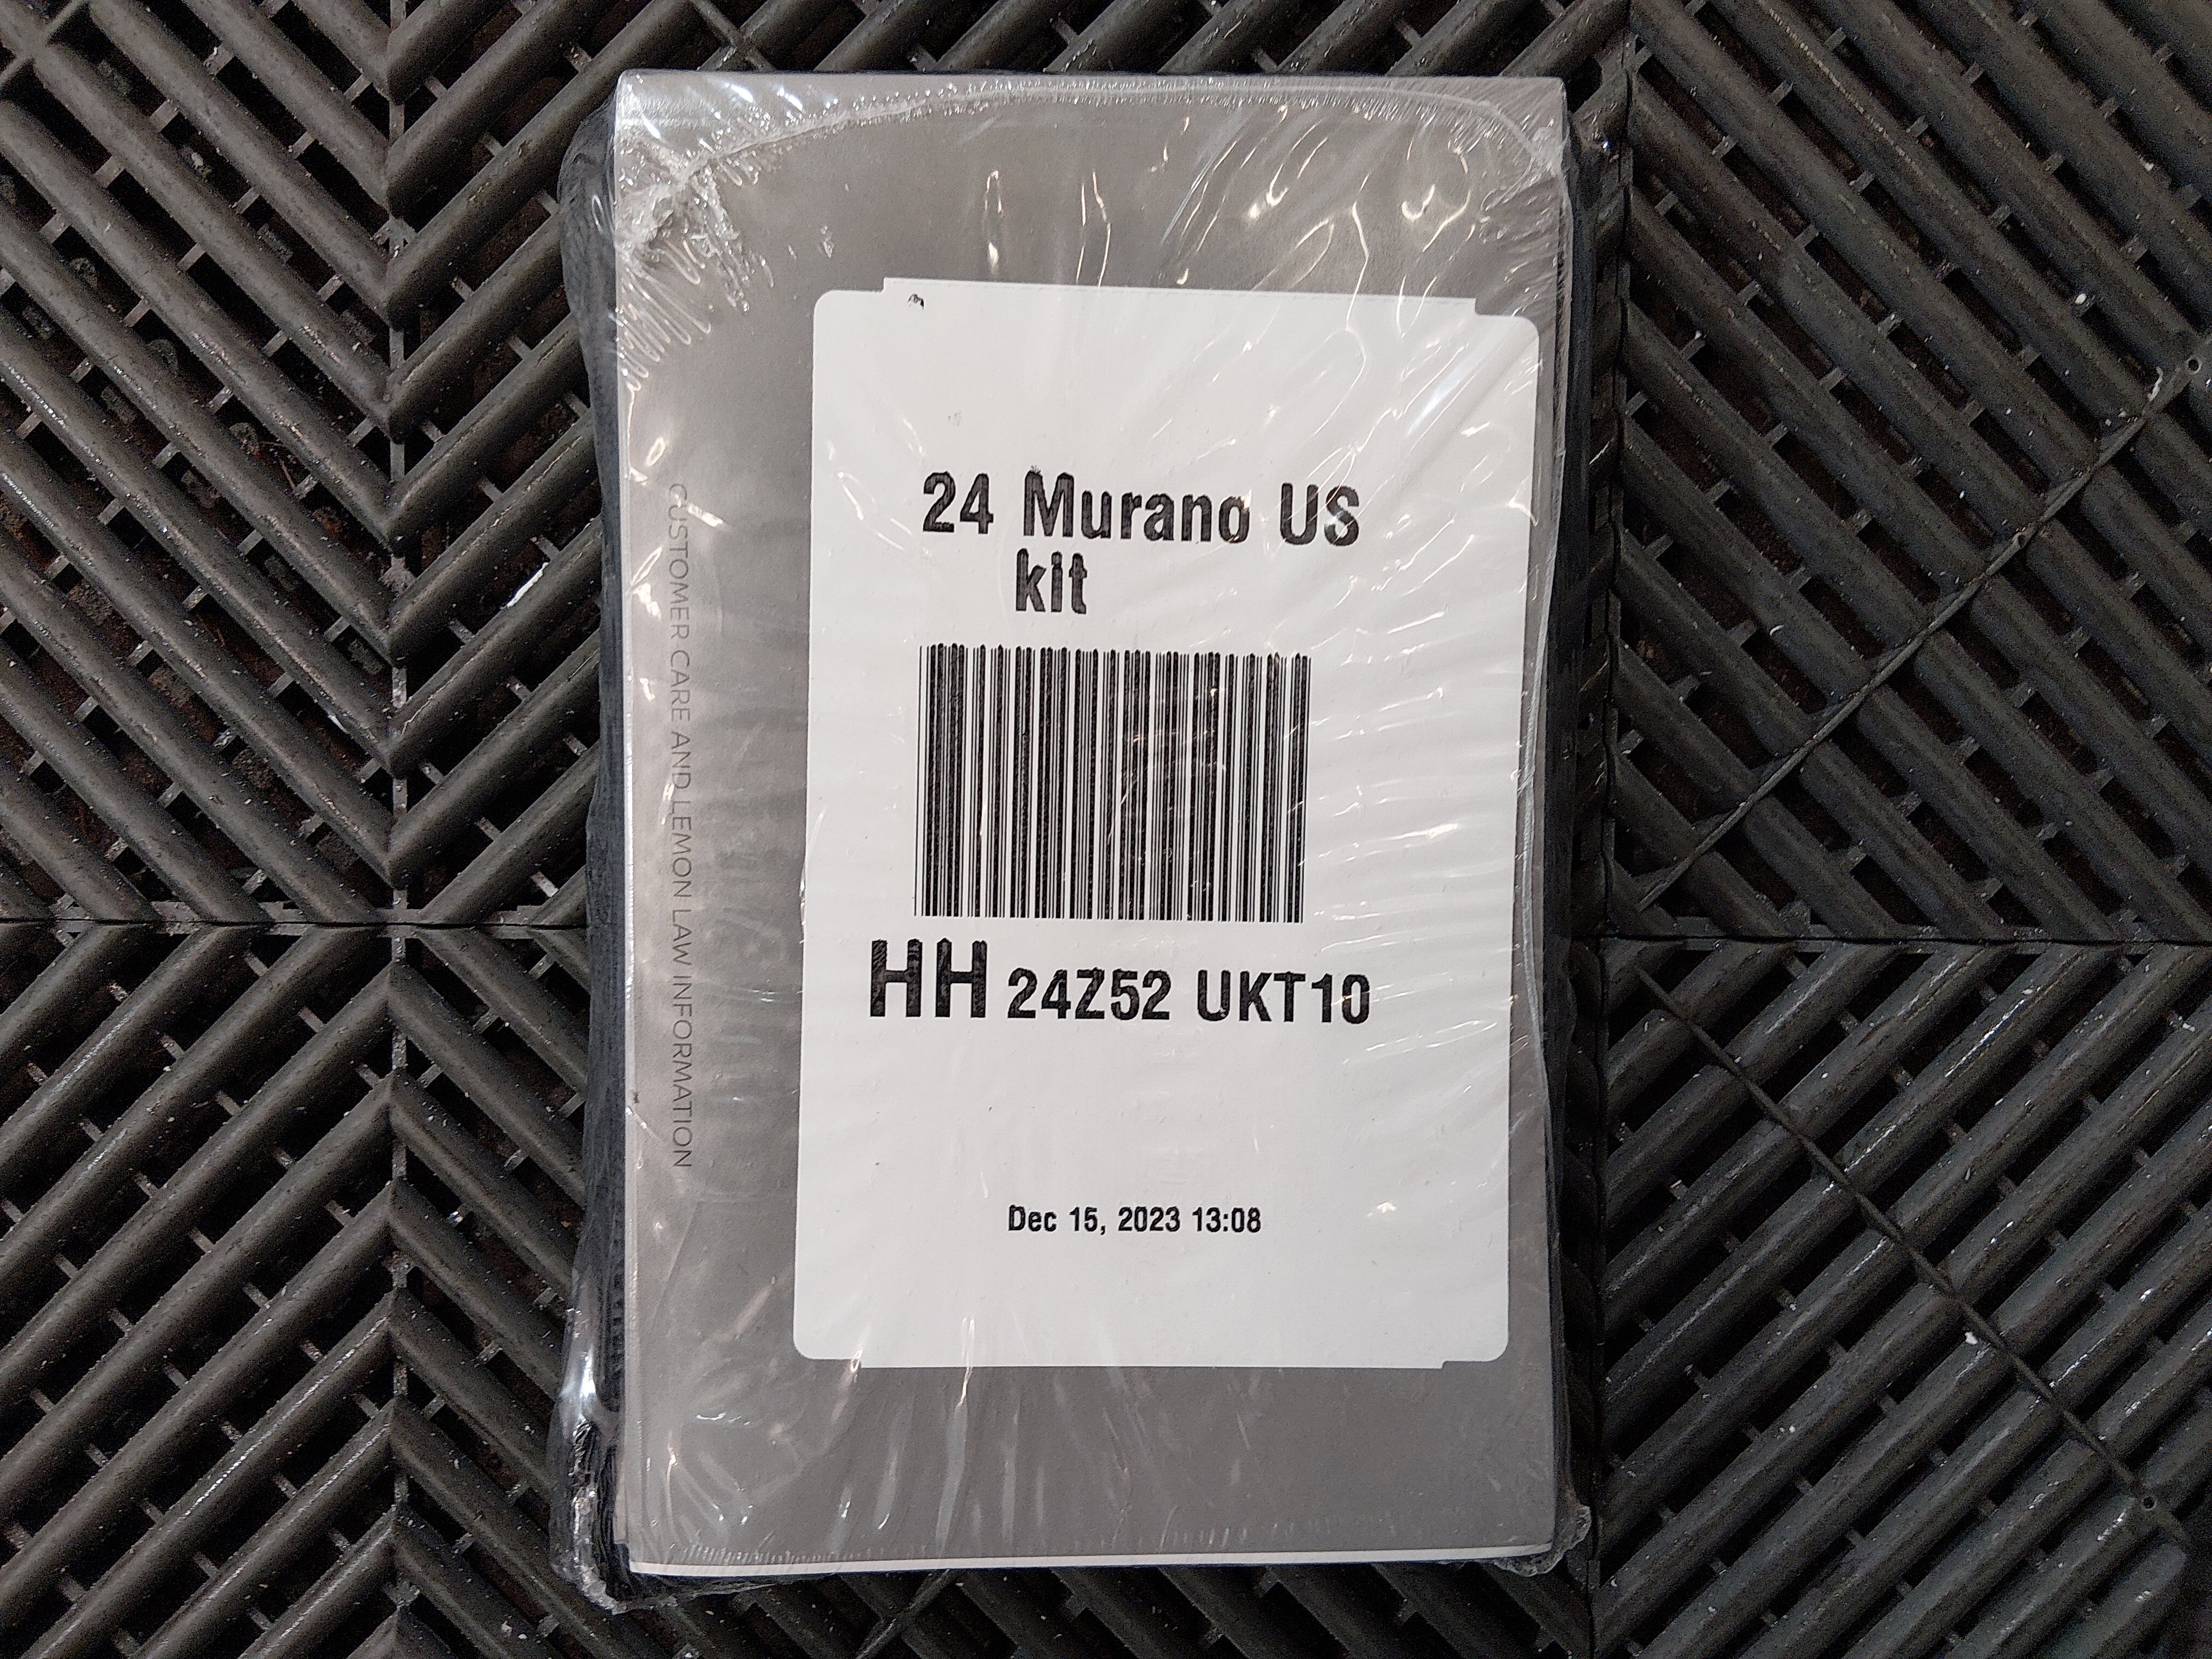 24 Murano US
kit
HH 24Z52 UKT10
Dec 15, 2023 13:08
CUSTOMER CARE AND LEMON LAW INFORMATION